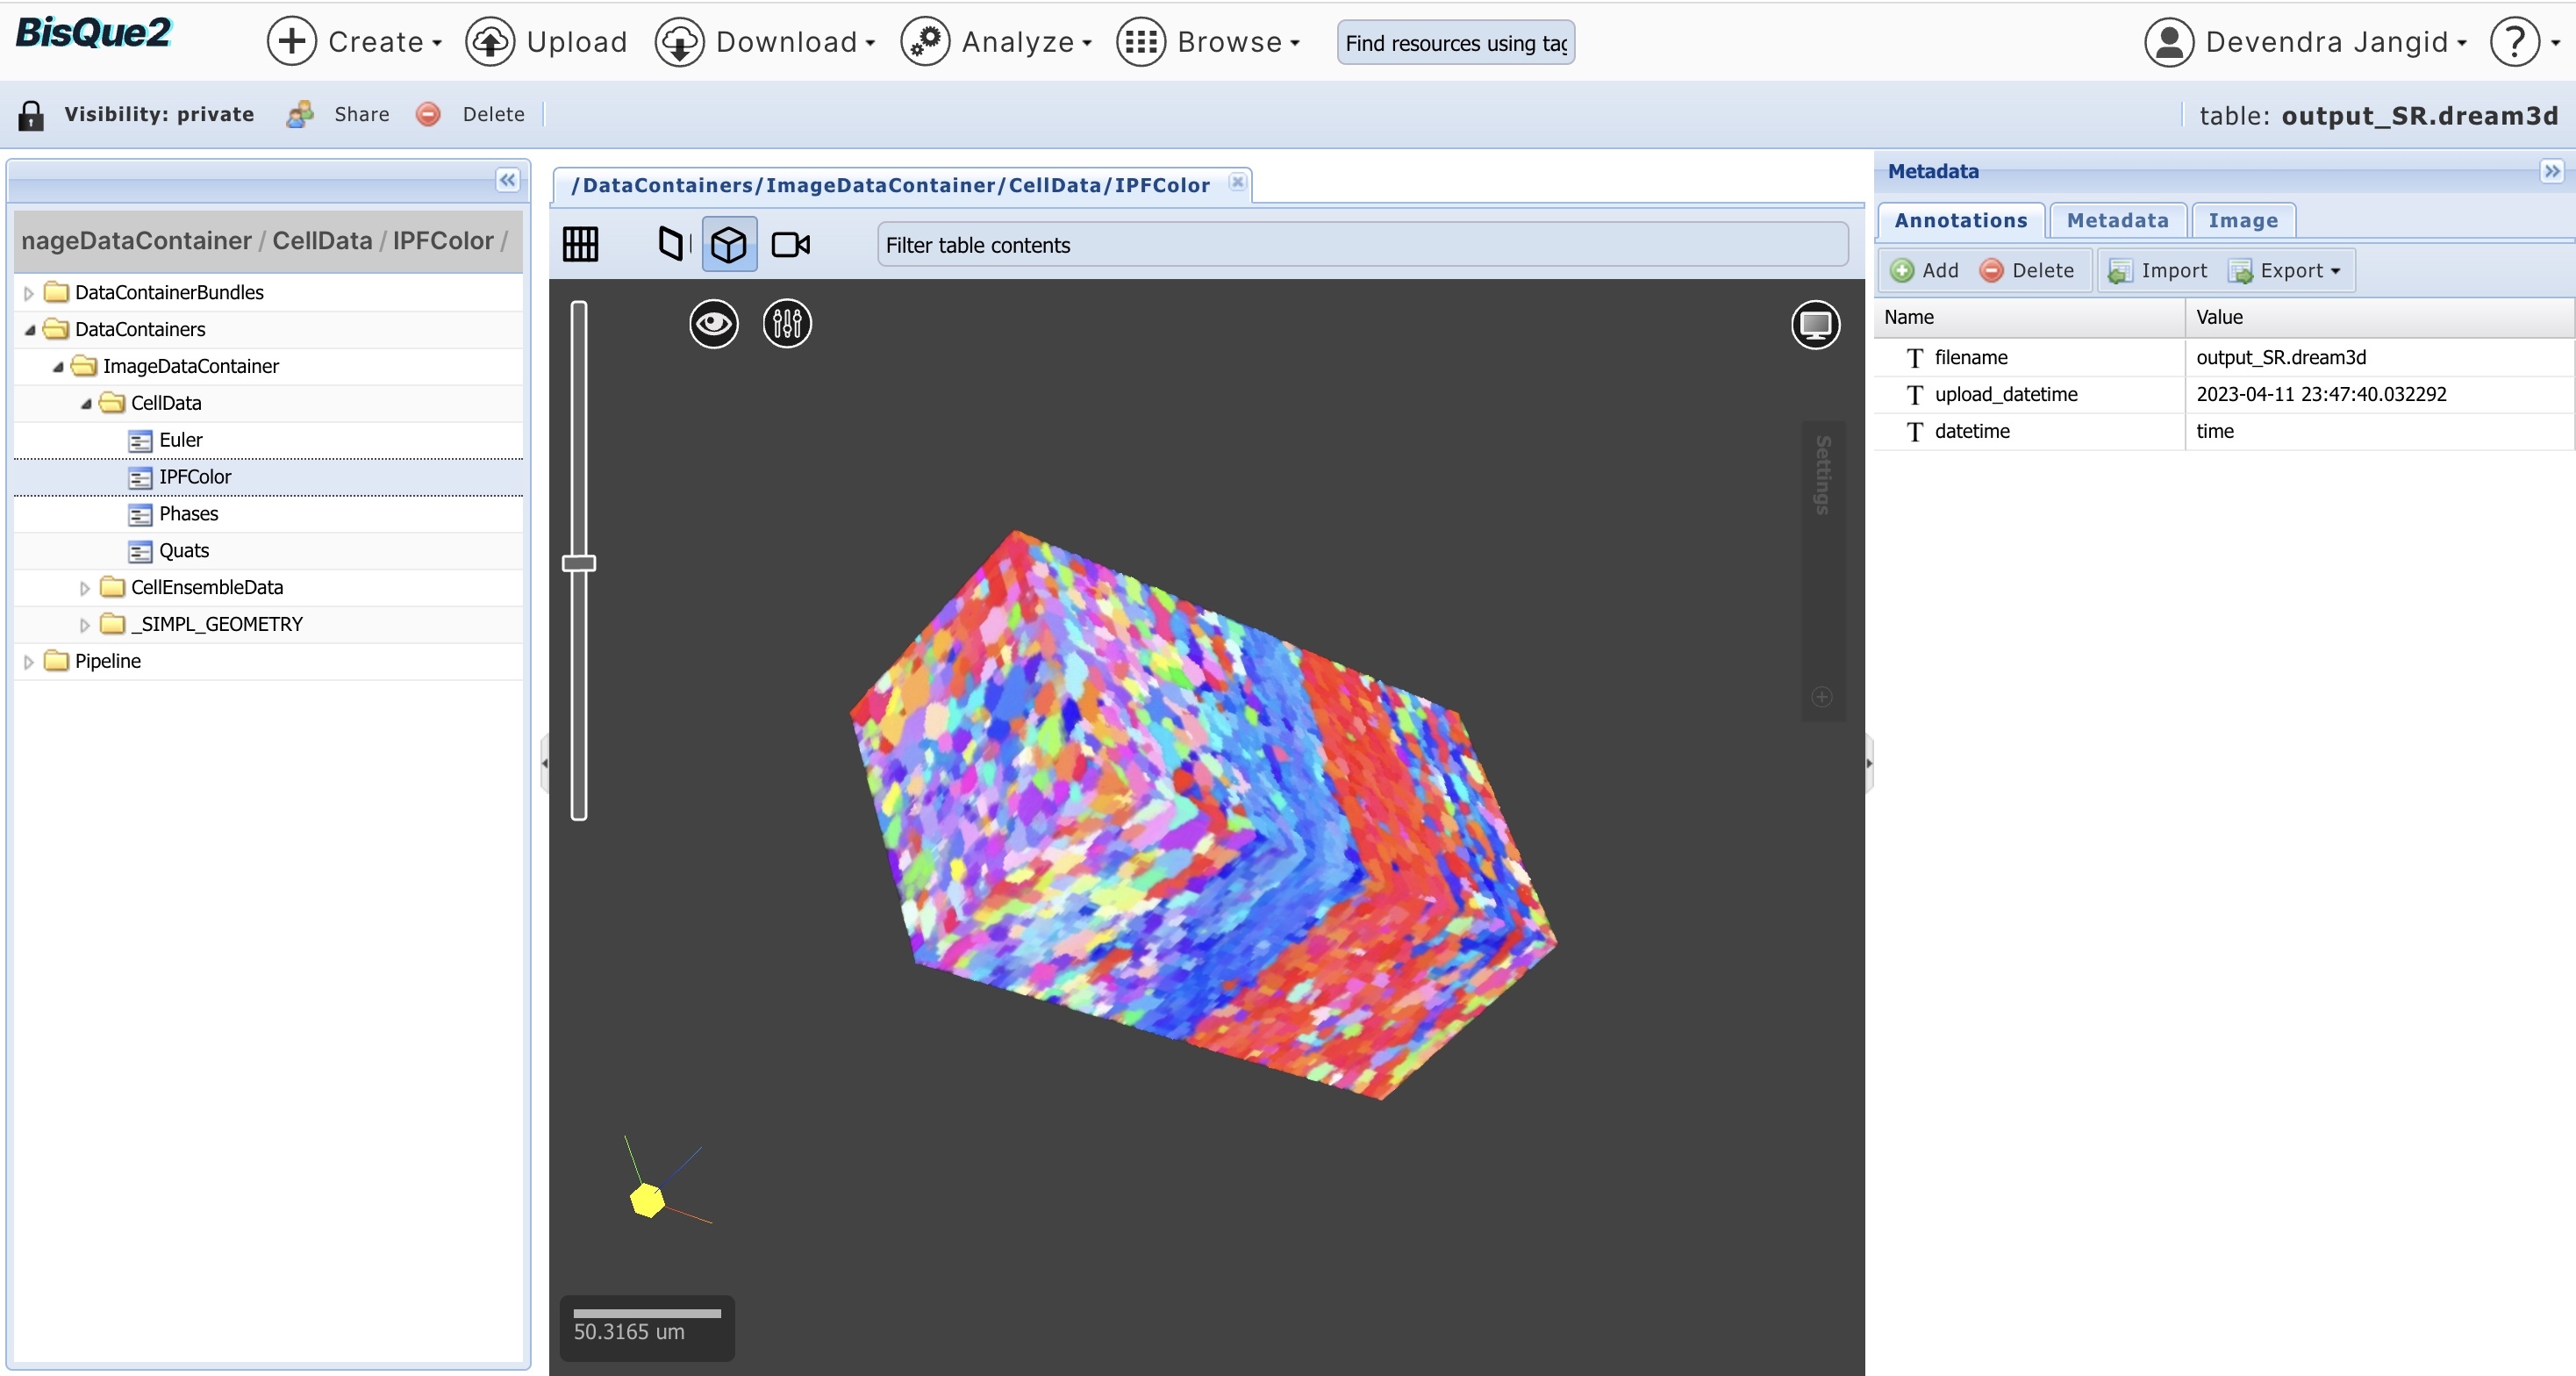 BisQue2 Create Upload Download Analyze Browse Find resources using tag Devendra Jangid ?
Visibility: private Share Delete table: output_SR.dream3d
nageDataContainer / CellData / IPFColor /
DataContainerBundles
DataContainers
ImageDataContainer
CellData
Euler
IPFColor
Phases
Quats
CellEnsembleData
_SIMPL_GEOMETRY
Pipeline
/DataContainers/ImageDataContainer/CellData/IPFColor
Filter table contents
Settings
50.3165 um
Metadata
Annotations Metadata Image
Add Delete Import Export
Name Value
T filename output_SR.dream3d
T upload_datetime 2023-04-11 23:47:40.032292
T datetime time